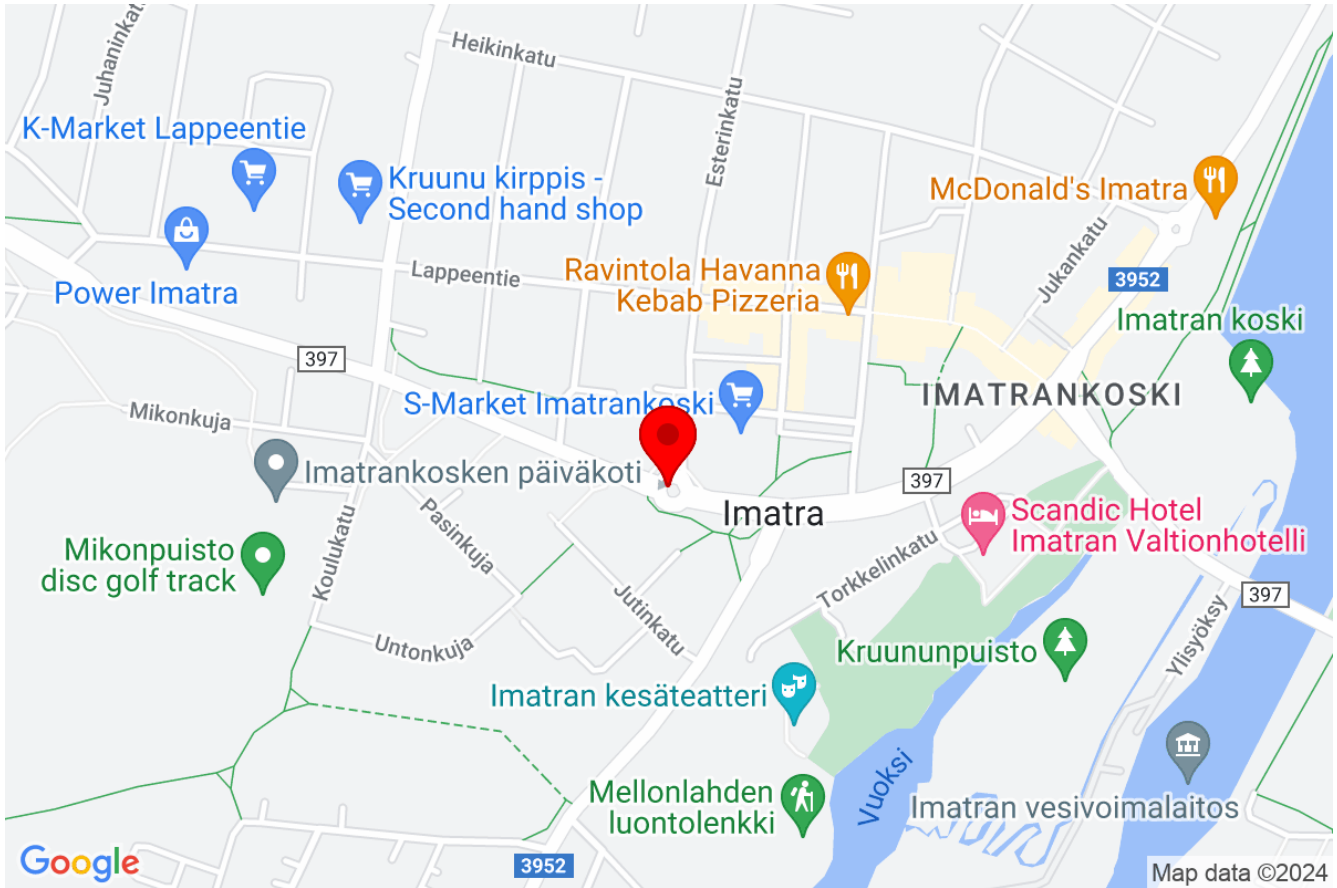 Heikinkatu
Juhaninkatu
K-Market Lappeentie
Esterinkatu
Kruunu kirppis -
Second hand shop
McDonald's Imatra
Jukankatu
Power Imatra
Lappeentie
Ravintola Havanna
Kebab Pizzeria
3952
Imatran koski
397
IMATRANKOSKI
S-Market Imatrankoski
Mikonkuja
Imatrankosken päiväkoti
397
Imatra
Scandic Hotel
Imatran Valtionhotelli
Pasinkuja
Koulukatu
Mikonpuisto
disc golf track
Torkkelinkatu
397
Jutinkatu
Untonkuja
Kruununpuisto
Ylisyöksy
Imatran kesäteatteri
Vuoksi
Mellonlahden
luontolenkki
Imatran vesivoimalaitos
Google
3952
Map data ©2024